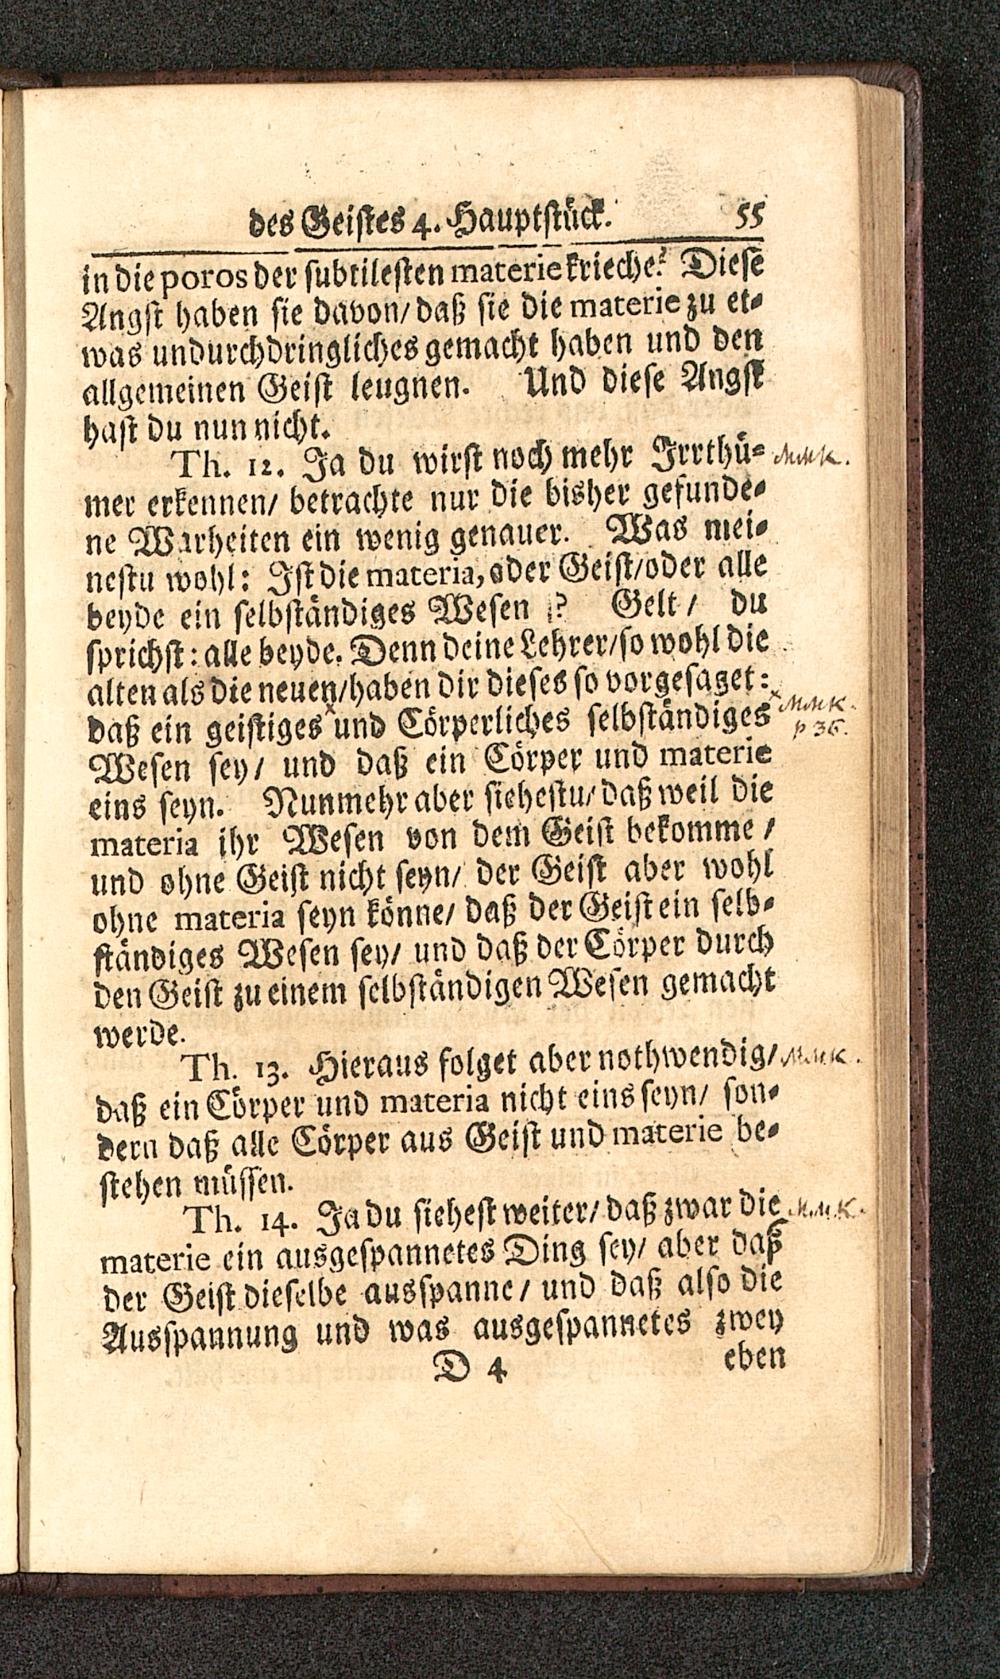 des Geistes 4. Hauptstück. 55
in die poros der subtilesten materie krieche? Diese
Angst haben sie davon/ daß sie die materie zu et-
was undurchdringliches gemacht haben und den
allgemeinen Geist leugnen. Und diese Angst
hast du nun nicht.
Th. 12. Ja du wirst noch mehr Irrthü-
mer erkennen/ betrachte nur die bisher gefunde-
ne Warheiten ein wenig genauer. Was mei-
nestu wohl: Ist die materia, oder Geist/ oder alle
beyde ein selbständiges Wesen? Gelt/ du
sprichst: alle beyde. Denn deine Lehrer/ so wohl die
alten als die neuen/ haben dir dieses so vorgesaget:
daß ein geistiges und Cörperliches selbständiges
p 36.
Wesen sey/ und daß ein Cörper und materie
eins seyn. Nunmehr aber siehestu/ daß weil die
materia ihr Wesen von dem Geist bekomme/
und ohne Geist nicht seyn/ der Geist aber wohl
ohne materia seyn könne/ daß der Geist ein selb-
ständiges Wesen sey/ und daß der Cörper durch
den Geist zu einem selbständigen Wesen gemacht
werde.
Th. 13. Hieraus folget aber nothwendig/
daß ein Cörper und materia nicht eins seyn/ son-
dern daß alle Cörper aus Geist und materie be-
stehen müssen.
Th. 14. Ja du siehest weiter/ daß zwar die
materie ein ausgespannetes Ding sey/ aber daß
der Geist dieselbe ausspanne/ und daß also die
Ausspannung und was ausgespannetes zwey
D 4 eben